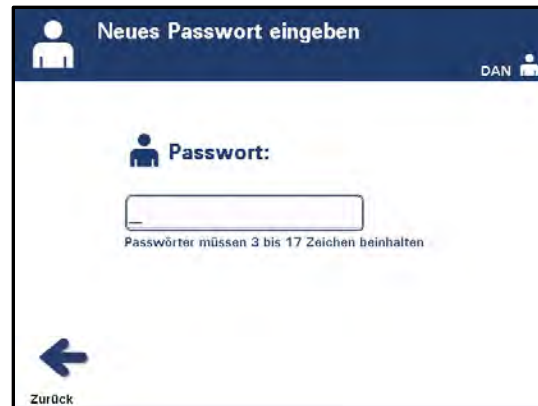 Neues Passwort eingeben
DAN
Passwort:
_
Passwörter müssen 3 bis 17 Zeichen beinhalten
Zurück